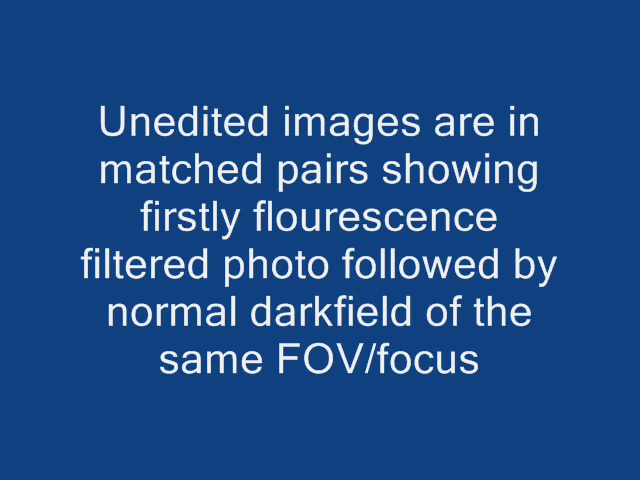 Unedited images are in
matched pairs showing
firstly flourescence
filtered photo followed by
normal darkfield of the
same FOV/focus